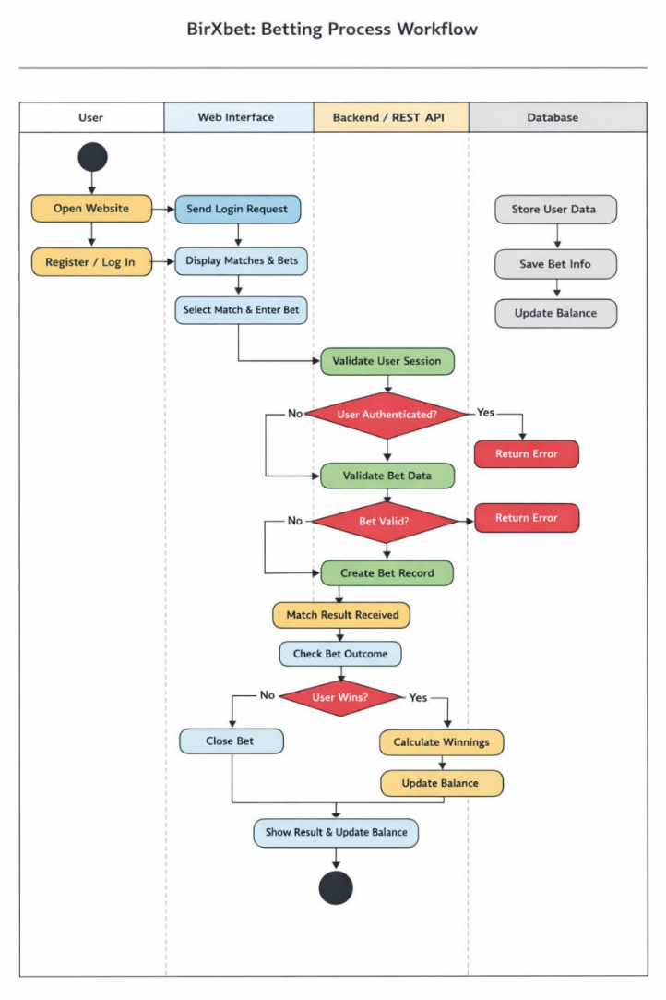 BirXbet: Betting Process Workflow
User
Web Interface
Backend / REST API
Database
Open Website
Send Login Request
Store User Data
Register / Log In
Display Matches & Bets
Save Bet Info
Select Match & Enter Bet
Update Balance
Validate User Session
No
User Authenticated?
Yes
Return Error
Validate Bet Data
No
Bet Valid?
Return Error
Create Bet Record
Match Result Received
Check Bet Outcome
No
User Wins?
Yes
Close Bet
Calculate Winnings
Update Balance
Show Result & Update Balance